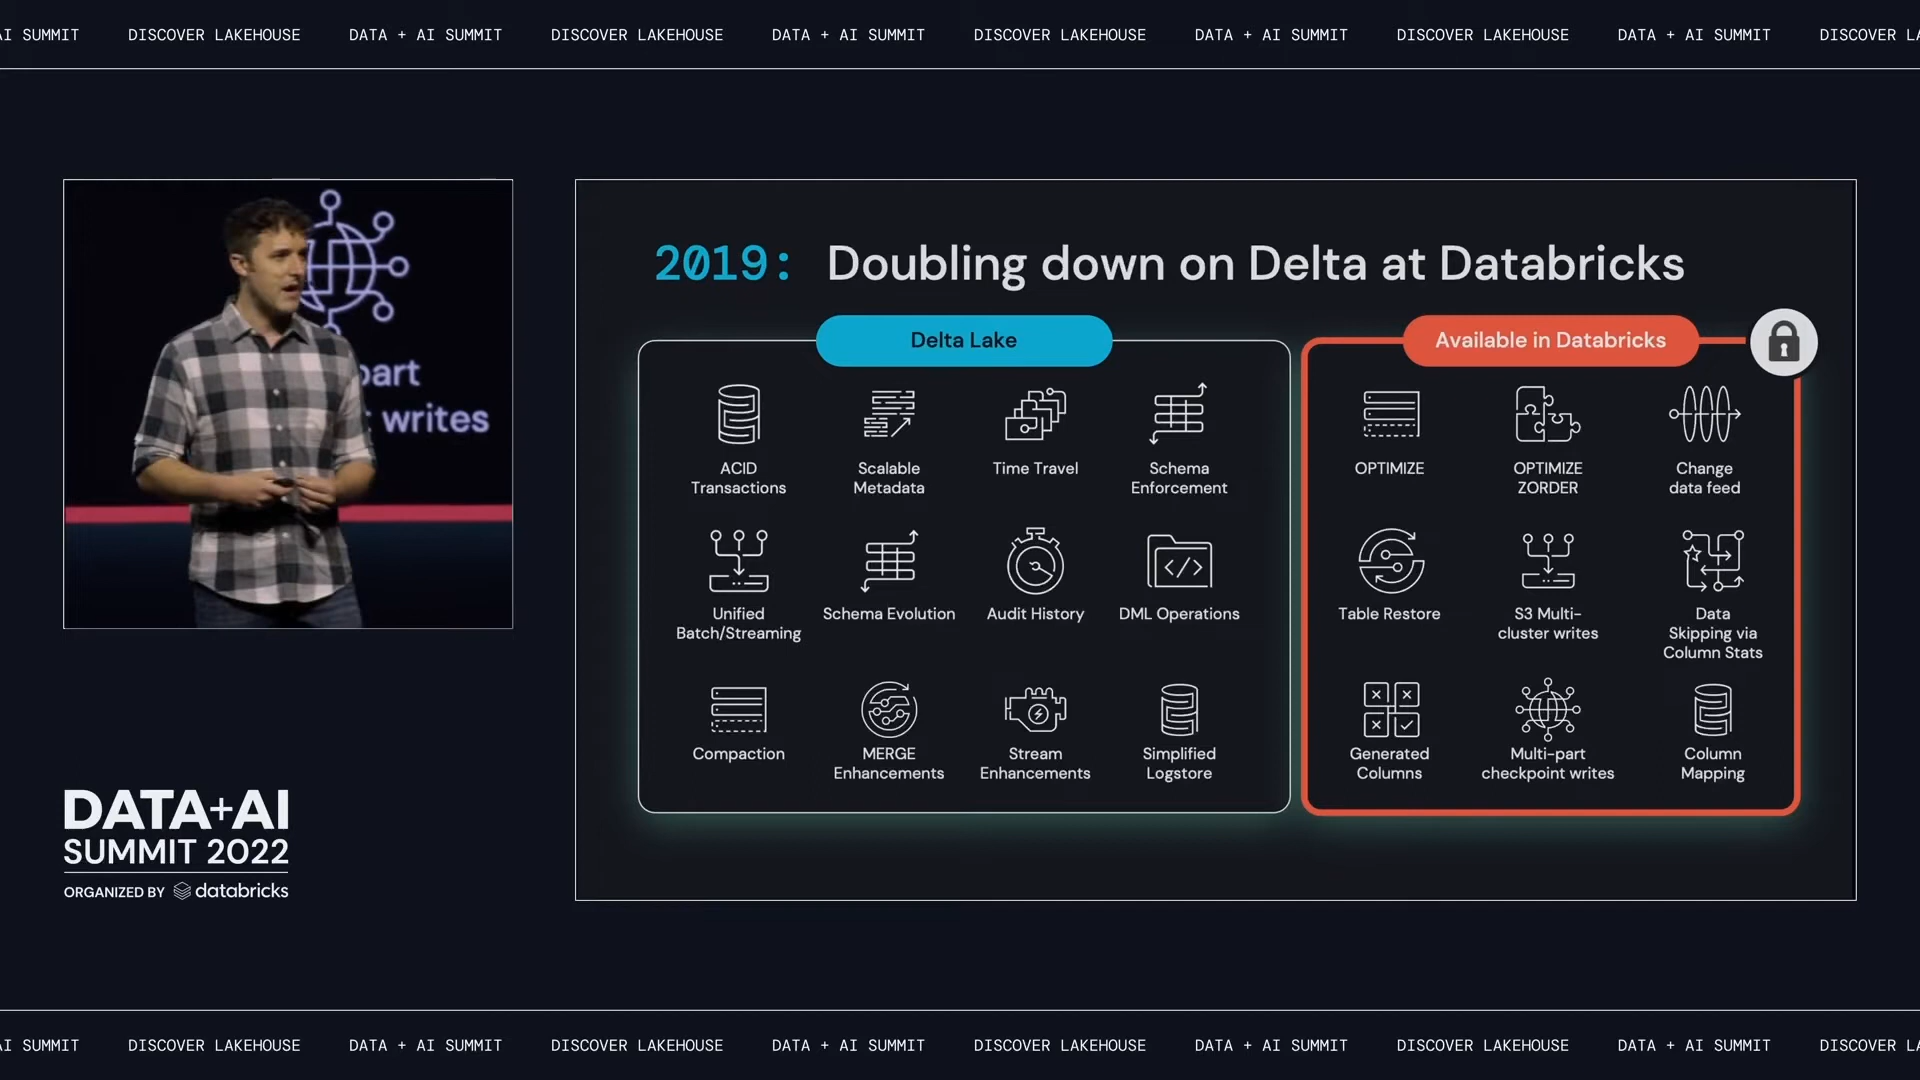 AI SUMMIT DISCOVER LAKEHOUSE DATA + AI SUMMIT DISCOVER LAKEHOUSE DATA + AI SUMMIT DISCOVER LAKEHOUSE DATA + AI SUMMIT DISCOVER LAKEHOUSE DATA + AI SUMMIT DISCOVER LA
part
writes
2019: Doubling down on Delta at Databricks
Delta Lake
ACID
Transactions
Scalable
Metadata
Time Travel
Schema
Enforcement
Unified
Batch/Streaming
Schema Evolution
Audit History
DML Operations
Compaction
MERGE
Enhancements
Stream
Enhancements
Simplified
Logstore
Available in Databricks
OPTIMIZE
OPTIMIZE
ZORDER
Change
data feed
Table Restore
S3 Multi-
cluster writes
Data
Skipping via
Column Stats
Generated
Columns
Multi-part
checkpoint writes
Column
Mapping
DATA+AI
SUMMIT 2022
ORGANIZED BY databricks
AI SUMMIT DISCOVER LAKEHOUSE DATA + AI SUMMIT DISCOVER LAKEHOUSE DATA + AI SUMMIT DISCOVER LAKEHOUSE DATA + AI SUMMIT DISCOVER LAKEHOUSE DATA + AI SUMMIT DISCOVER LA